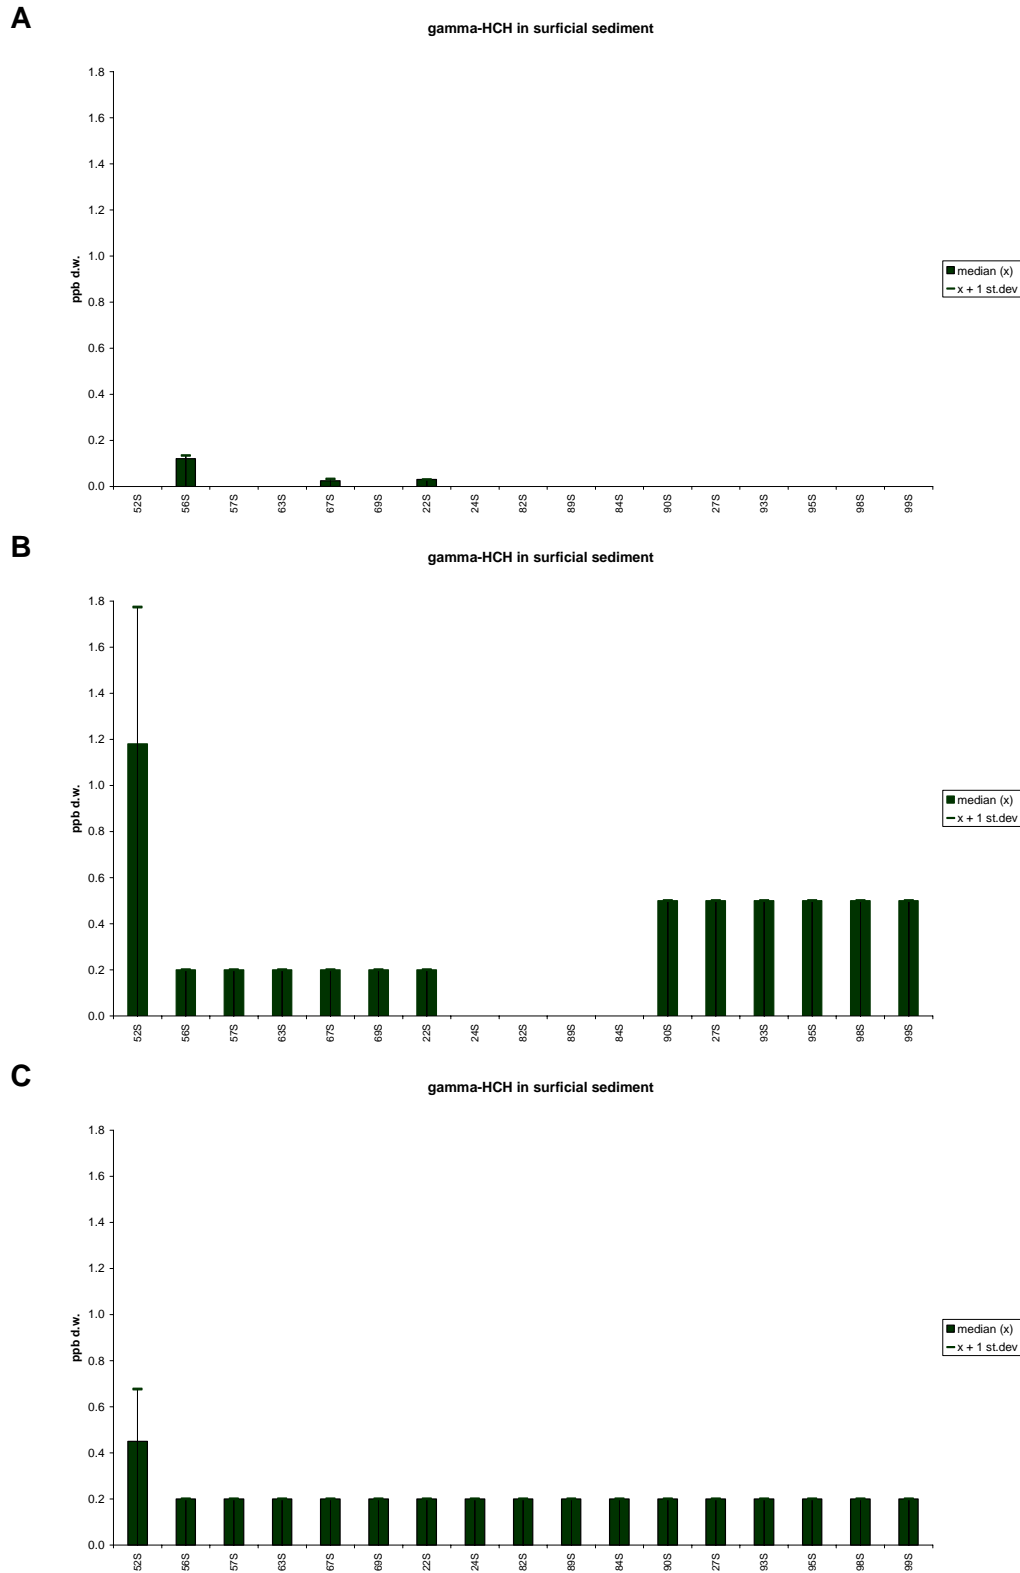 A
gamma-HCH in surficial sediment
1.8
1.6
1.4
1.2
1.0
0.8
0.6
0.4
0.2
0.0
ppb d.w.
52S 56S 57S 63S 67S 69S 22S 24S 82S 89S 84S 90S 27S 93S 95S 98S 99S
median (x)
x + 1 st.dev
B
gamma-HCH in surficial sediment
1.8
1.6
1.4
1.2
1.0
0.8
0.6
0.4
0.2
0.0
ppb d.w.
52S 56S 57S 63S 67S 69S 22S 24S 82S 89S 84S 90S 27S 93S 95S 98S 99S
median (x)
x + 1 st.dev
C
gamma-HCH in surficial sediment
1.8
1.6
1.4
1.2
1.0
0.8
0.6
0.4
0.2
0.0
ppb d.w.
52S 56S 57S 63S 67S 69S 22S 24S 82S 89S 84S 90S 27S 93S 95S 98S 99S
median (x)
x + 1 st.dev